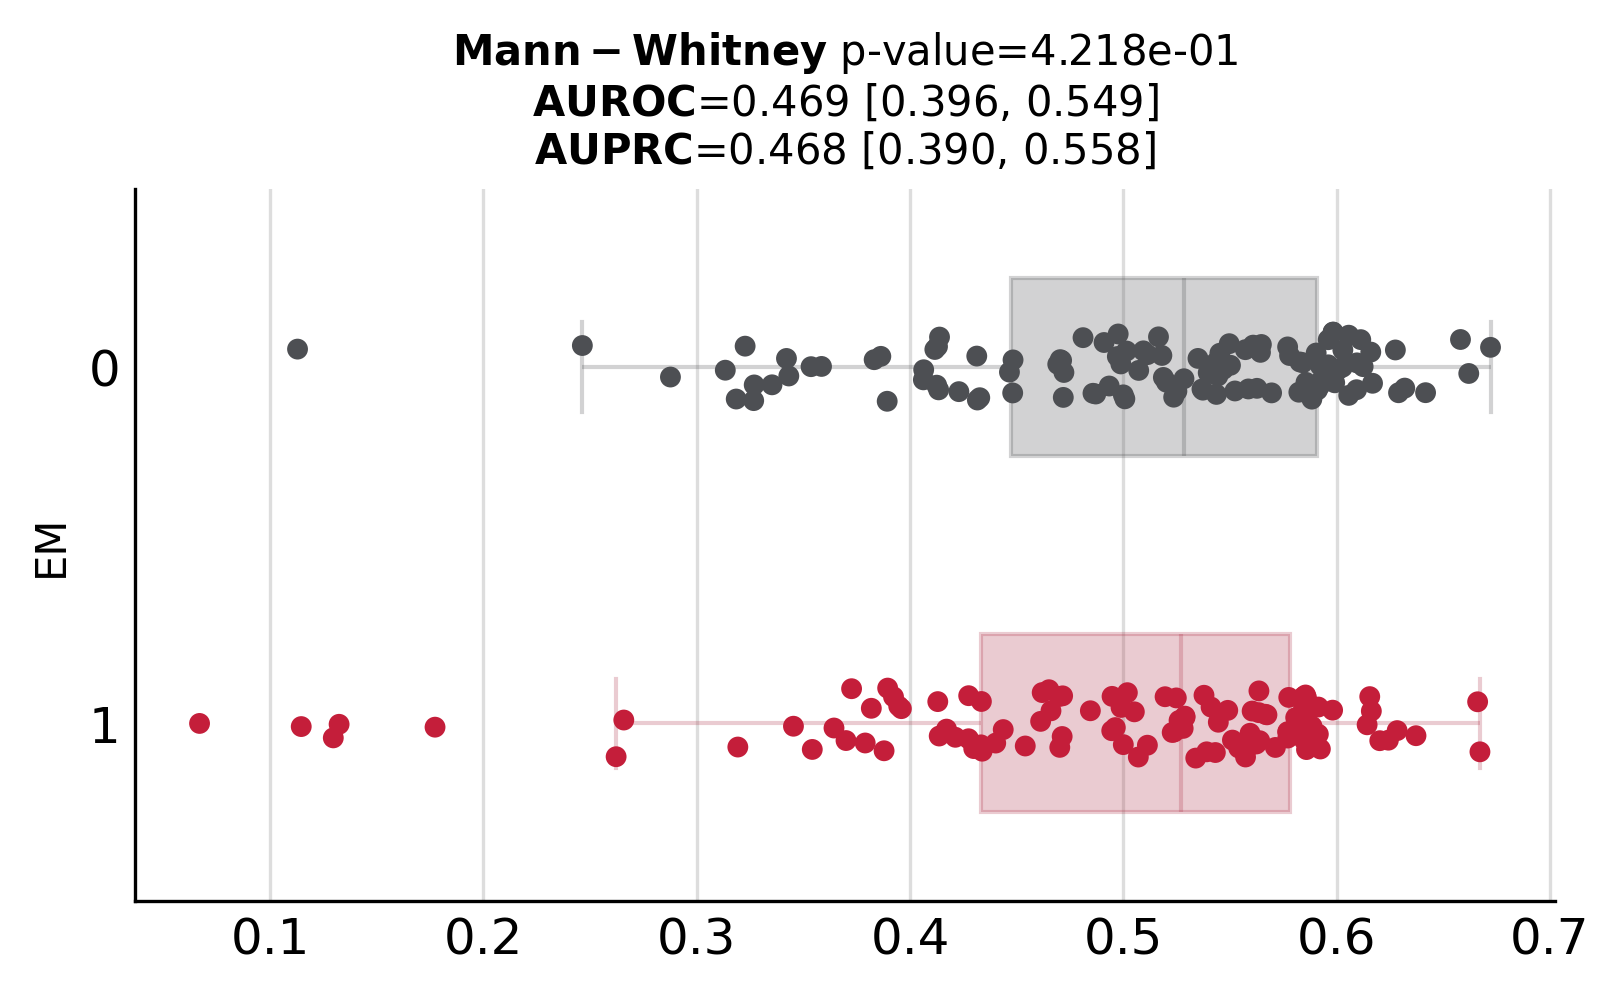 Mann−Whitney p-value=4.218e-01
AUROC=0.469 [0.396, 0.549]
AUPRC=0.468 [0.390, 0.558]
0
EM
1
0.1 0.2 0.3 0.4 0.5 0.6 0.7